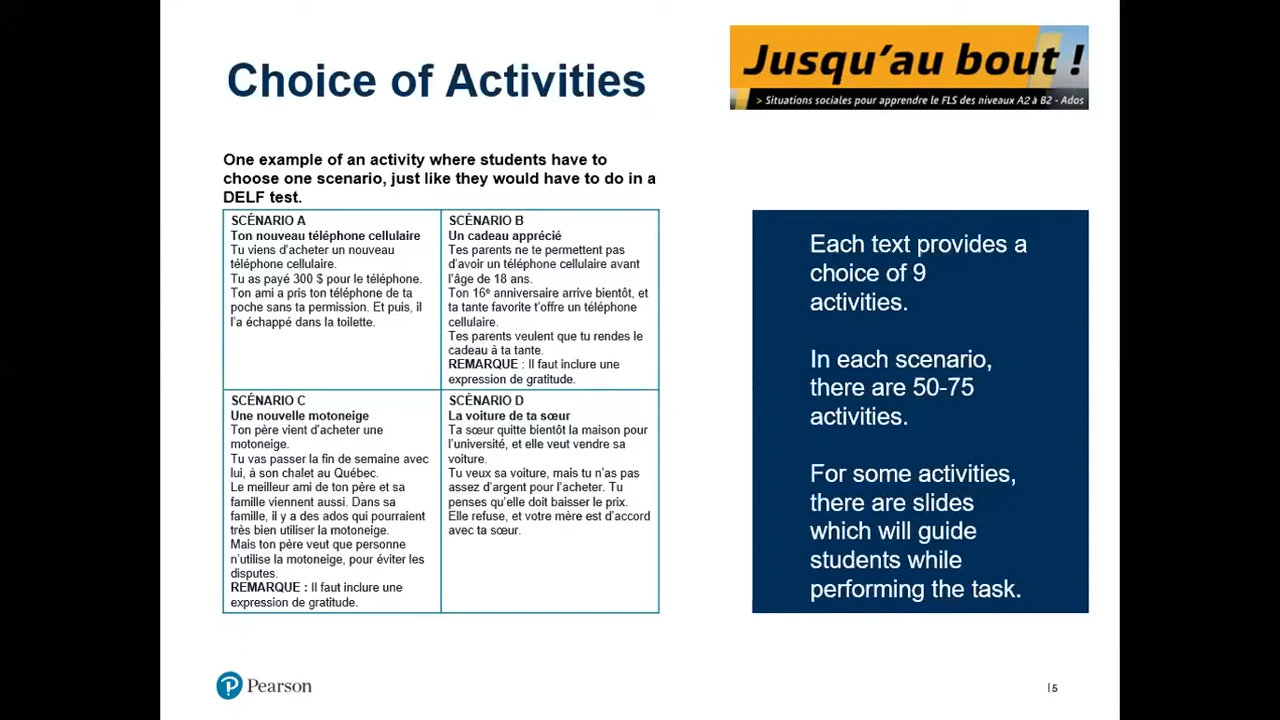 Choice of Activities
Jusqu'au bout !
> Situations sociales pour apprendre le FLS des niveaux A2 à B2 - Ados
One example of an activity where students have to
choose one scenario, just like they would have to do in a
DELF test.
SCÉNARIO A
Ton nouveau téléphone cellulaire
Tu viens d'acheter un nouveau
téléphone cellulaire.
Tu as payé 300 $ pour le téléphone.
Ton ami a pris ton téléphone de ta
poche sans ta permission. Et puis, il
l'a échappé dans la toilette.
SCÉNARIO B
Un cadeau apprécié
Tes parents ne te permettent pas
d'avoir un téléphone cellulaire avant
l'âge de 18 ans.
Ton 16e anniversaire arrive bientôt, et
ta tante favorite t'offre un téléphone
cellulaire.
Tes parents veulent que tu rendes le
cadeau à ta tante.
REMARQUE : Il faut inclure une
expression de gratitude.
SCÉNARIO C
Une nouvelle motoneige
Ton père vient d'acheter une
motoneige.
Tu vas passer la fin de semaine avec
lui, à son chalet au Québec.
Le meilleur ami de ton père et sa
famille viennent aussi. Dans sa
famille, il y a des ados qui pourraient
très bien utiliser la motoneige.
Mais ton père veut que personne
n'utilise la motoneige, pour éviter les
disputes.
REMARQUE : Il faut inclure une
expression de gratitude.
SCÉNARIO D
La voiture de ta sœur
Ta sœur quitte bientôt la maison pour
l'université, et elle veut vendre sa
voiture.
Tu veux sa voiture, mais tu n'as pas
assez d'argent pour l'acheter. Tu
penses qu'elle doit baisser le prix.
Elle refuse, et votre mère est d'accord
avec ta sœur.
Each text provides a
choice of 9
activities.
In each scenario,
there are 50-75
activities.
For some activities,
there are slides
which will guide
students while
performing the task.
Pearson
| 5